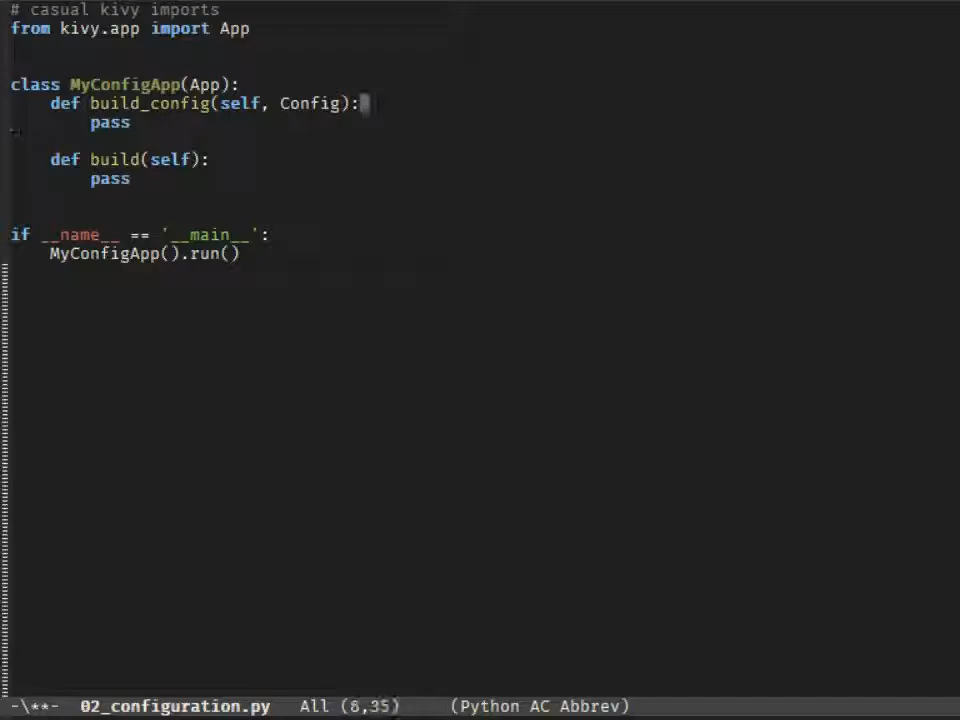 # casual kivy imports
from kivy.app import App
class MyConfigApp(App):
    def build_config(self, Config):
        pass
    def build(self):
        pass
if __name__ == '__main__':
    MyConfigApp().run()
-\**-  02_configuration.py   All (8,35)     (Python AC Abbrev)